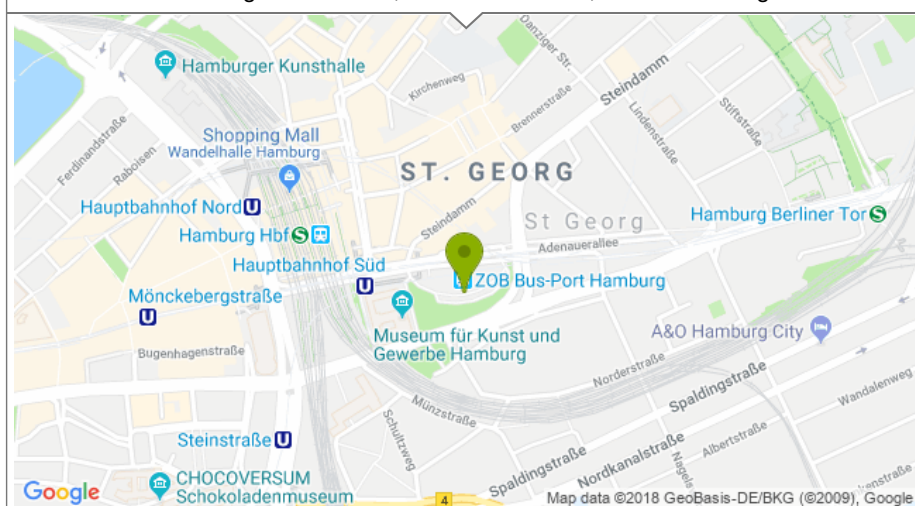 Danziger Str.
Hamburger Kunsthalle
Kirchenweg
Steindamm
Brennerstraße
Lindenstraße
Stiftstraße
Ferdinandstraße
Raboisen
Shopping Mall
Wandelhalle Hamburg
ST. GEORG
Hauptbahnhof Nord U
Steindamm
St Georg
Hamburg Berliner Tor S
Hamburg Hbf S
Adenauerallee
Hauptbahnhof Süd
U
ZOB Bus-Port Hamburg
Mönckebergstraße
U
Museum für Kunst und
Gewerbe Hamburg
A&O Hamburg City
Bugenhagenstraße
Norderstraße
Spaldingstraße
Wandalenweg
Münzstraße
Schultzweg
Steinstraße U
Albertstraße
Nordkanalstraße
Spaldingstraße
Nagels
CHOCOVERSUM
Schokoladenmuseum
4
Google
Map data ©2018 GeoBasis-DE/BKG (©2009), Google